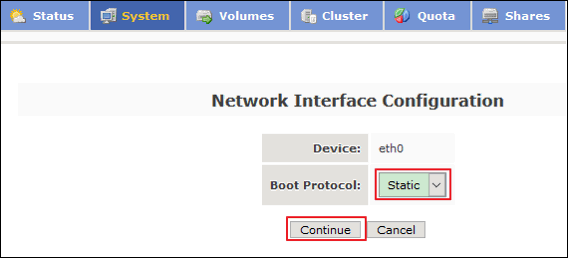 Status System Volumes Cluster Quota Shares
Network Interface Configuration
Device: eth0
Boot Protocol: Static
Continue Cancel